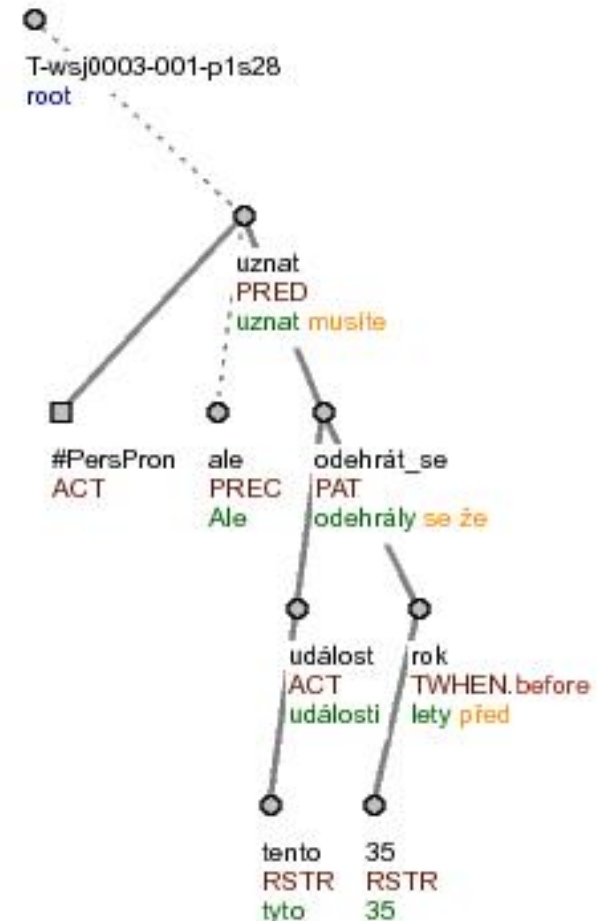 T-wsj0003-001-p1s28
root
uznat
PRED
uznat musíte
#PersPron
ACT
ale
PREC
Ale
odehrát_se
PAT
odehrály se že
událost
ACT
události
rok
TWHEN.before
lety před
tento
RSTR
tyto
35
RSTR
35